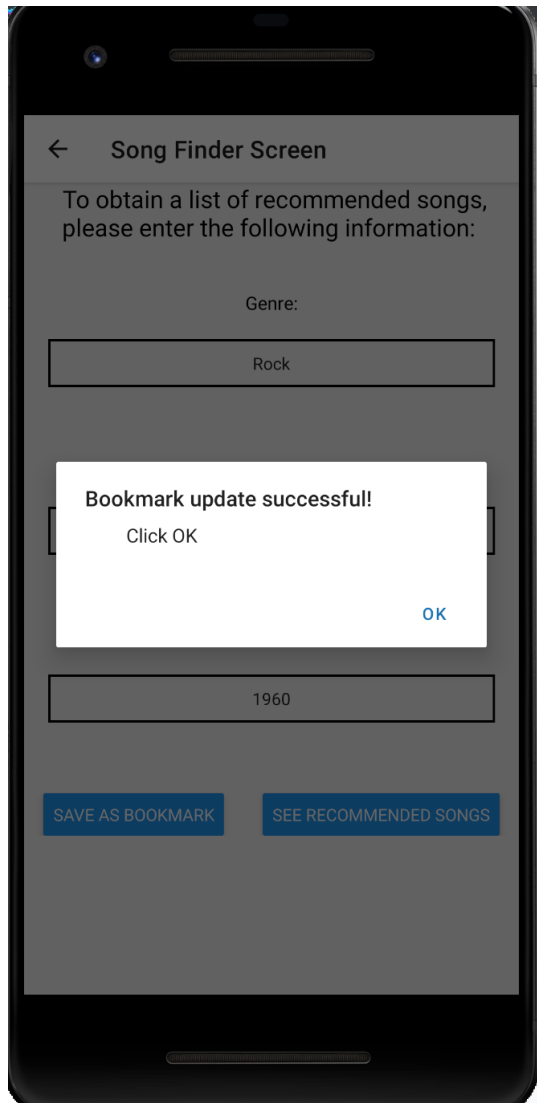 Song Finder Screen
To obtain a list of recommended songs,
please enter the following information:
Genre:
Rock
Bookmark update successful!
Click OK
OK
1960
SAVE AS BOOKMARK
SEE RECOMMENDED SONGS